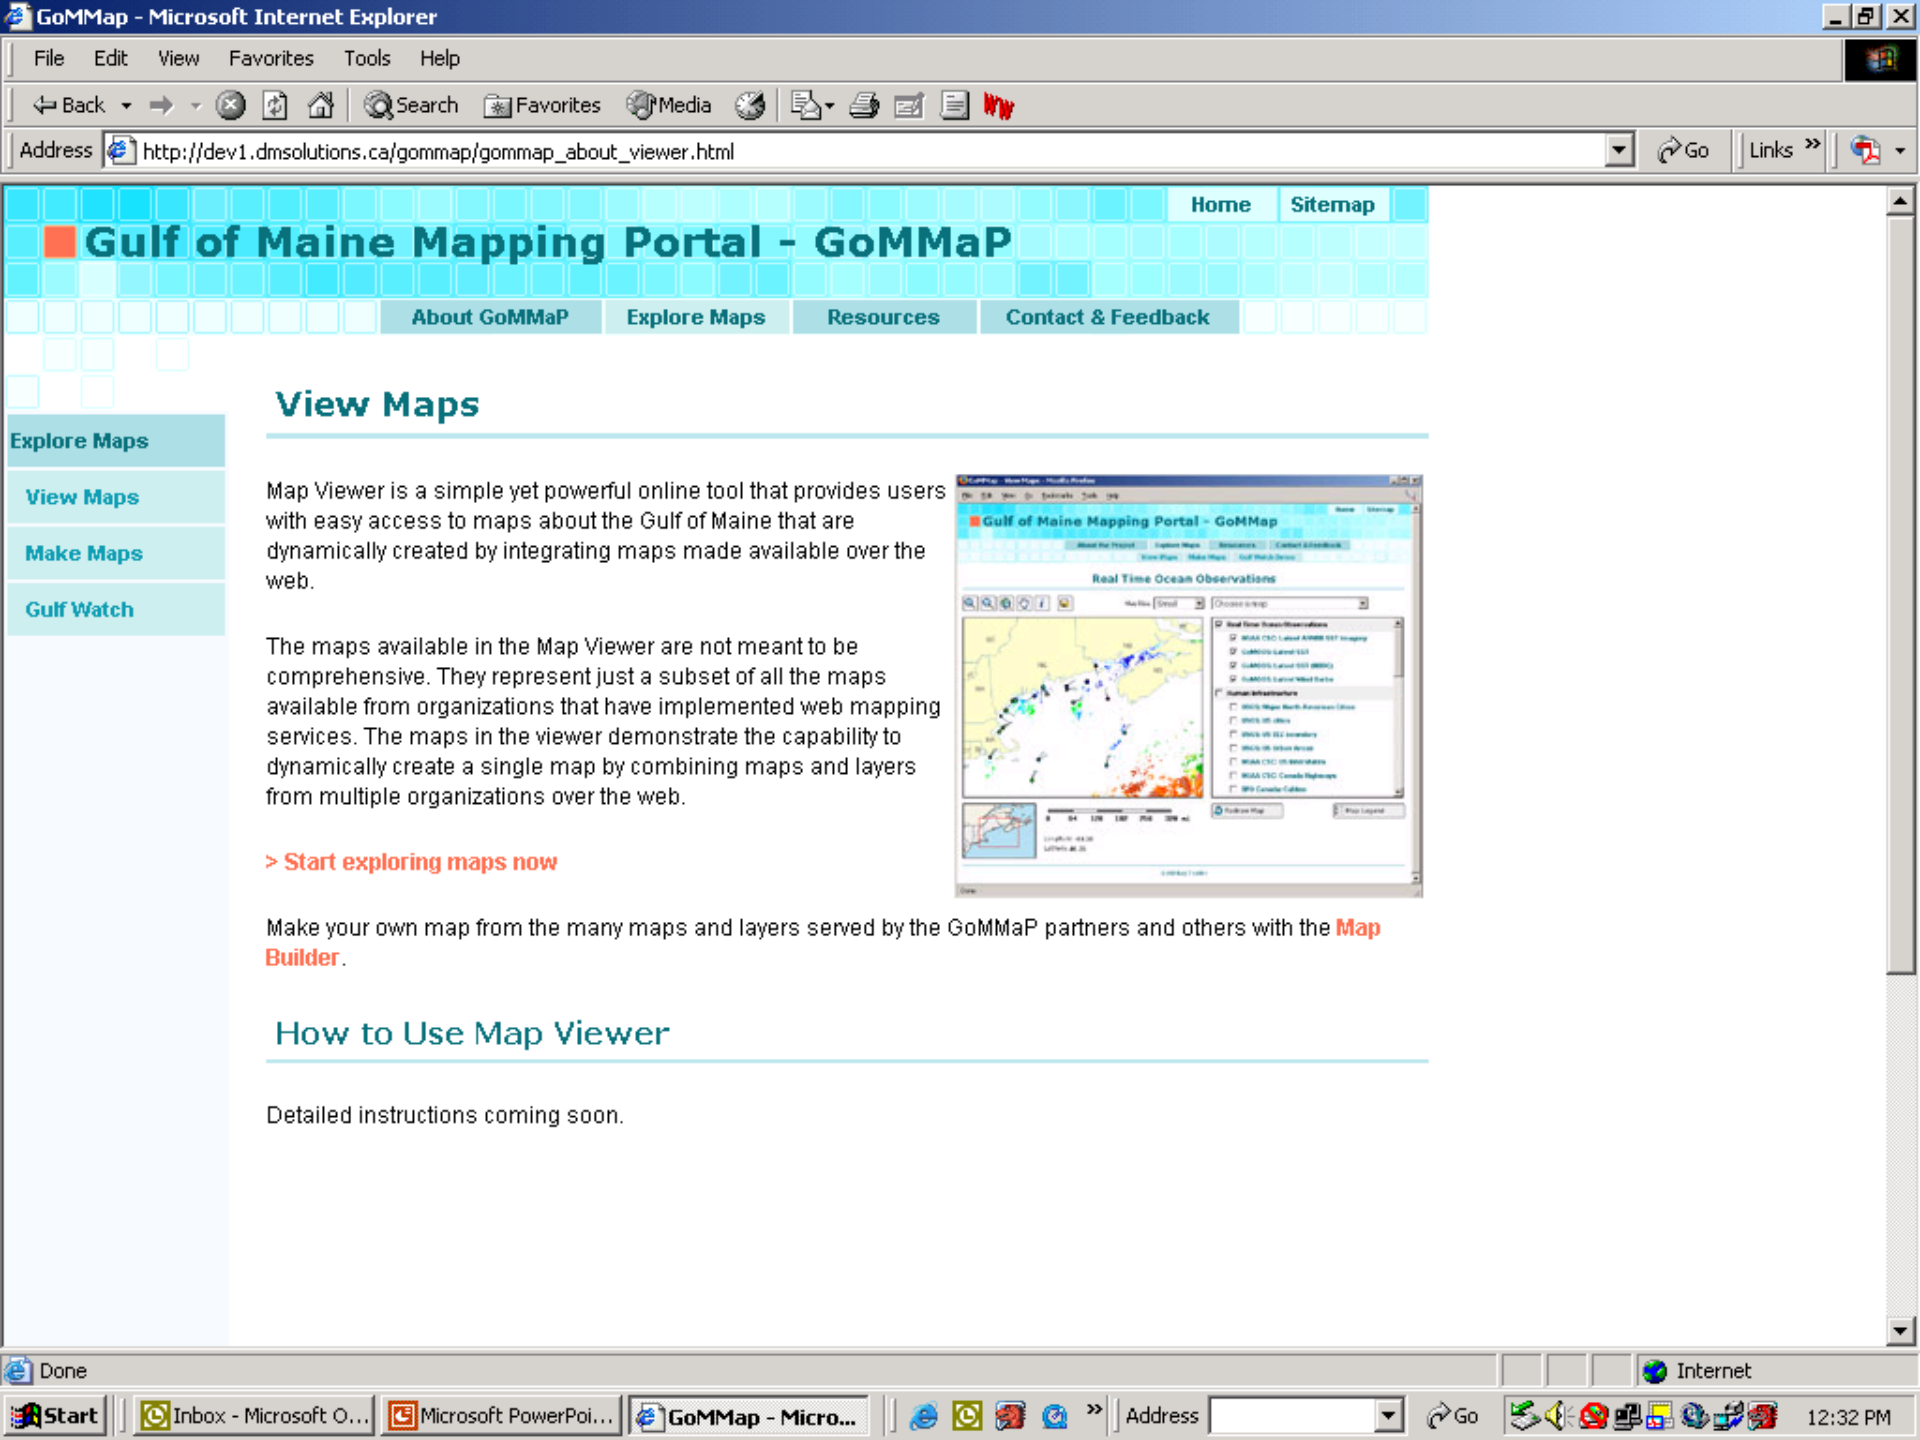 GoMMap - Microsoft Internet Explorer
File Edit View Favorites Tools Help
Back Search Favorites Media
Address http://dev1.dmsolutions.ca/gommap/gommap_about_viewer.html Go Links »
Home Sitemap
Gulf of Maine Mapping Portal - GoMMaP
About GoMMaP Explore Maps Resources Contact & Feedback
View Maps
Explore Maps
View Maps
Make Maps
Gulf Watch
Map Viewer is a simple yet powerful online tool that provides users
with easy access to maps about the Gulf of Maine that are
dynamically created by integrating maps made available over the
web.
The maps available in the Map Viewer are not meant to be
comprehensive. They represent just a subset of all the maps
available from organizations that have implemented web mapping
services. The maps in the viewer demonstrate the capability to
dynamically create a single map by combining maps and layers
from multiple organizations over the web.
> Start exploring maps now
Gulf of Maine Mapping Portal - GoMMap
Real Time Ocean Observations
Make your own map from the many maps and layers served by the GoMMaP partners and others with the Map
Builder.
How to Use Map Viewer
Detailed instructions coming soon.
Done Internet
Start Inbox - Microsoft O... Microsoft PowerPoi... GoMMap - Micro... » Address Go 12:32 PM